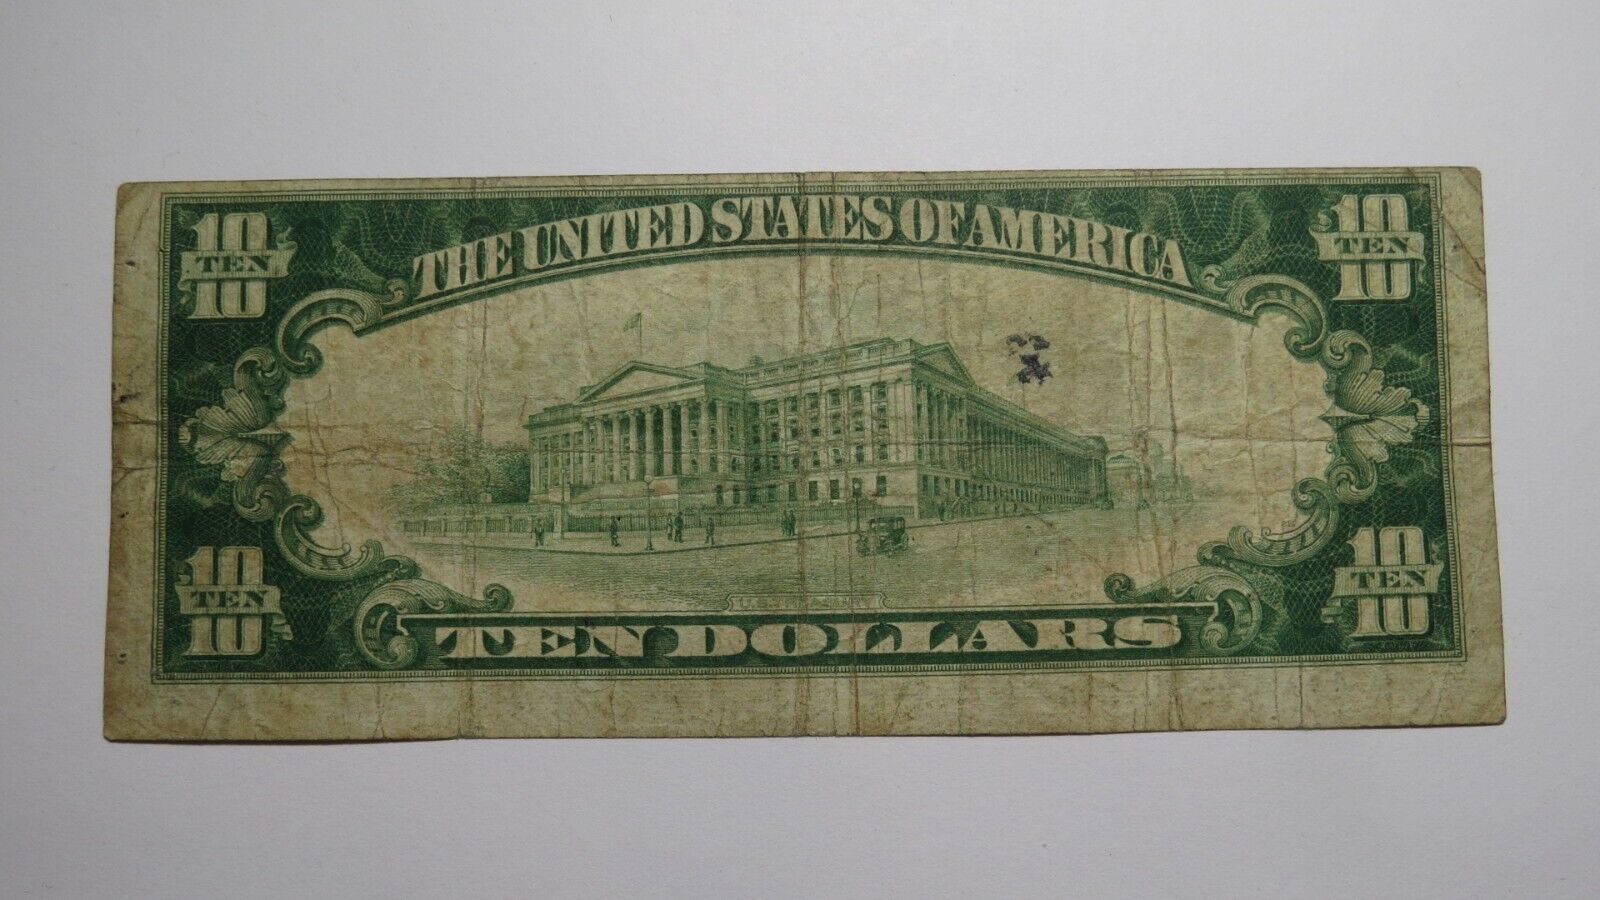 THE UNITED STATES OF AMERICA
10 TEN 10
10 TEN 10
10 TEN 10
10 TEN 10
TEN DOLLARS